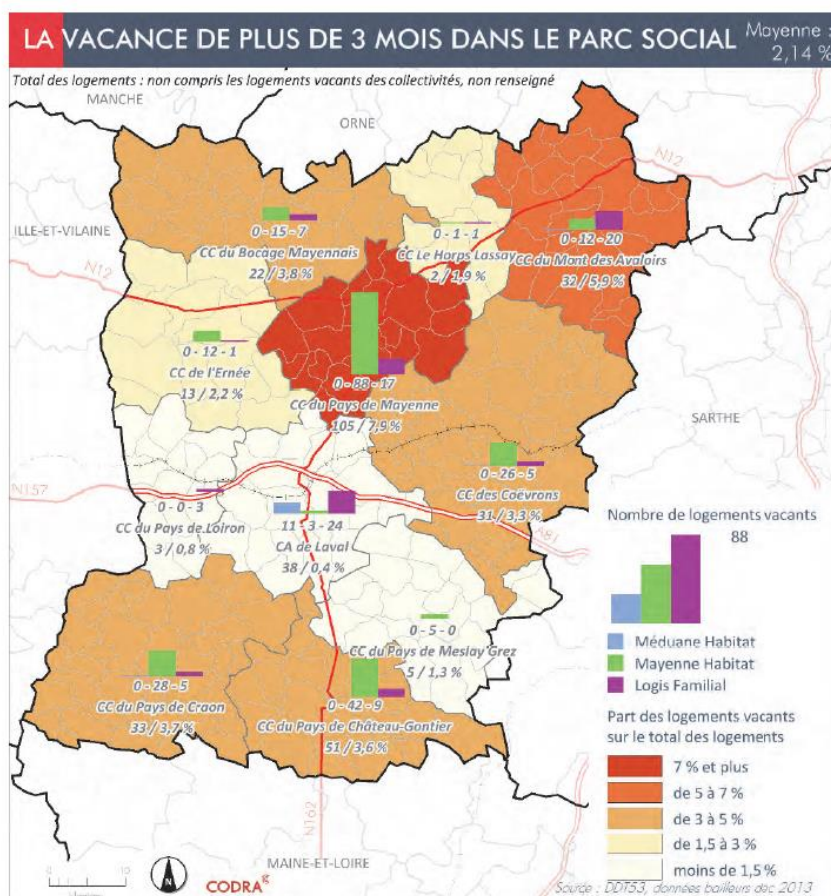 LA VACANCE DE PLUS DE 3 MOIS DANS LE PARC SOCIAL
Mayenne :
2,14 %
Total des logements : non compris les logements vacants des collectivités, non renseigné
MANCHE
ORNE
N12
ILLE-ET-VILAINE
0 - 15 - 7
CC du Bocage Mayennais
22 / 3,8 %
0 - 1 - 1
CC Le Horps Lassay
2 / 1,9 %
0 - 12 - 20
CC du Mont des Avaloirs
32 / 5,9 %
N12
0 - 12 - 1
CC de l'Ernée
13 / 2,2 %
0 - 88 - 17
CC du Pays de Mayenne
105 / 7,9 %
SARTHE
0 - 26 - 5
CC des Coëvrons
31 / 3,3 %
N157
0 - 0 - 3
CC du Pays de Loiron
3 / 0,8 %
11 - 3 - 24
CA de Laval
38 / 0,4 %
A81
0 - 5 - 0
CC du Pays de Meslay Grez
5 / 1,3 %
0 - 28 - 5
CC du Pays de Craon
33 / 3,7 %
0 - 42 - 9
CC du Pays de Château-Gontier
51 / 3,6 %
N162
MAINE-ET-LOIRE
Nombre de logements vacants
88
Méduane Habitat
Mayenne Habitat
Logis Familial
Part des logements vacants
sur le total des logements
7 % et plus
de 5 à 7 %
de 3 à 5 %
de 1,5 à 3 %
moins de 1,5 %
0
10
N
CODRA
Source : DDT53, données bailleurs dec 2013